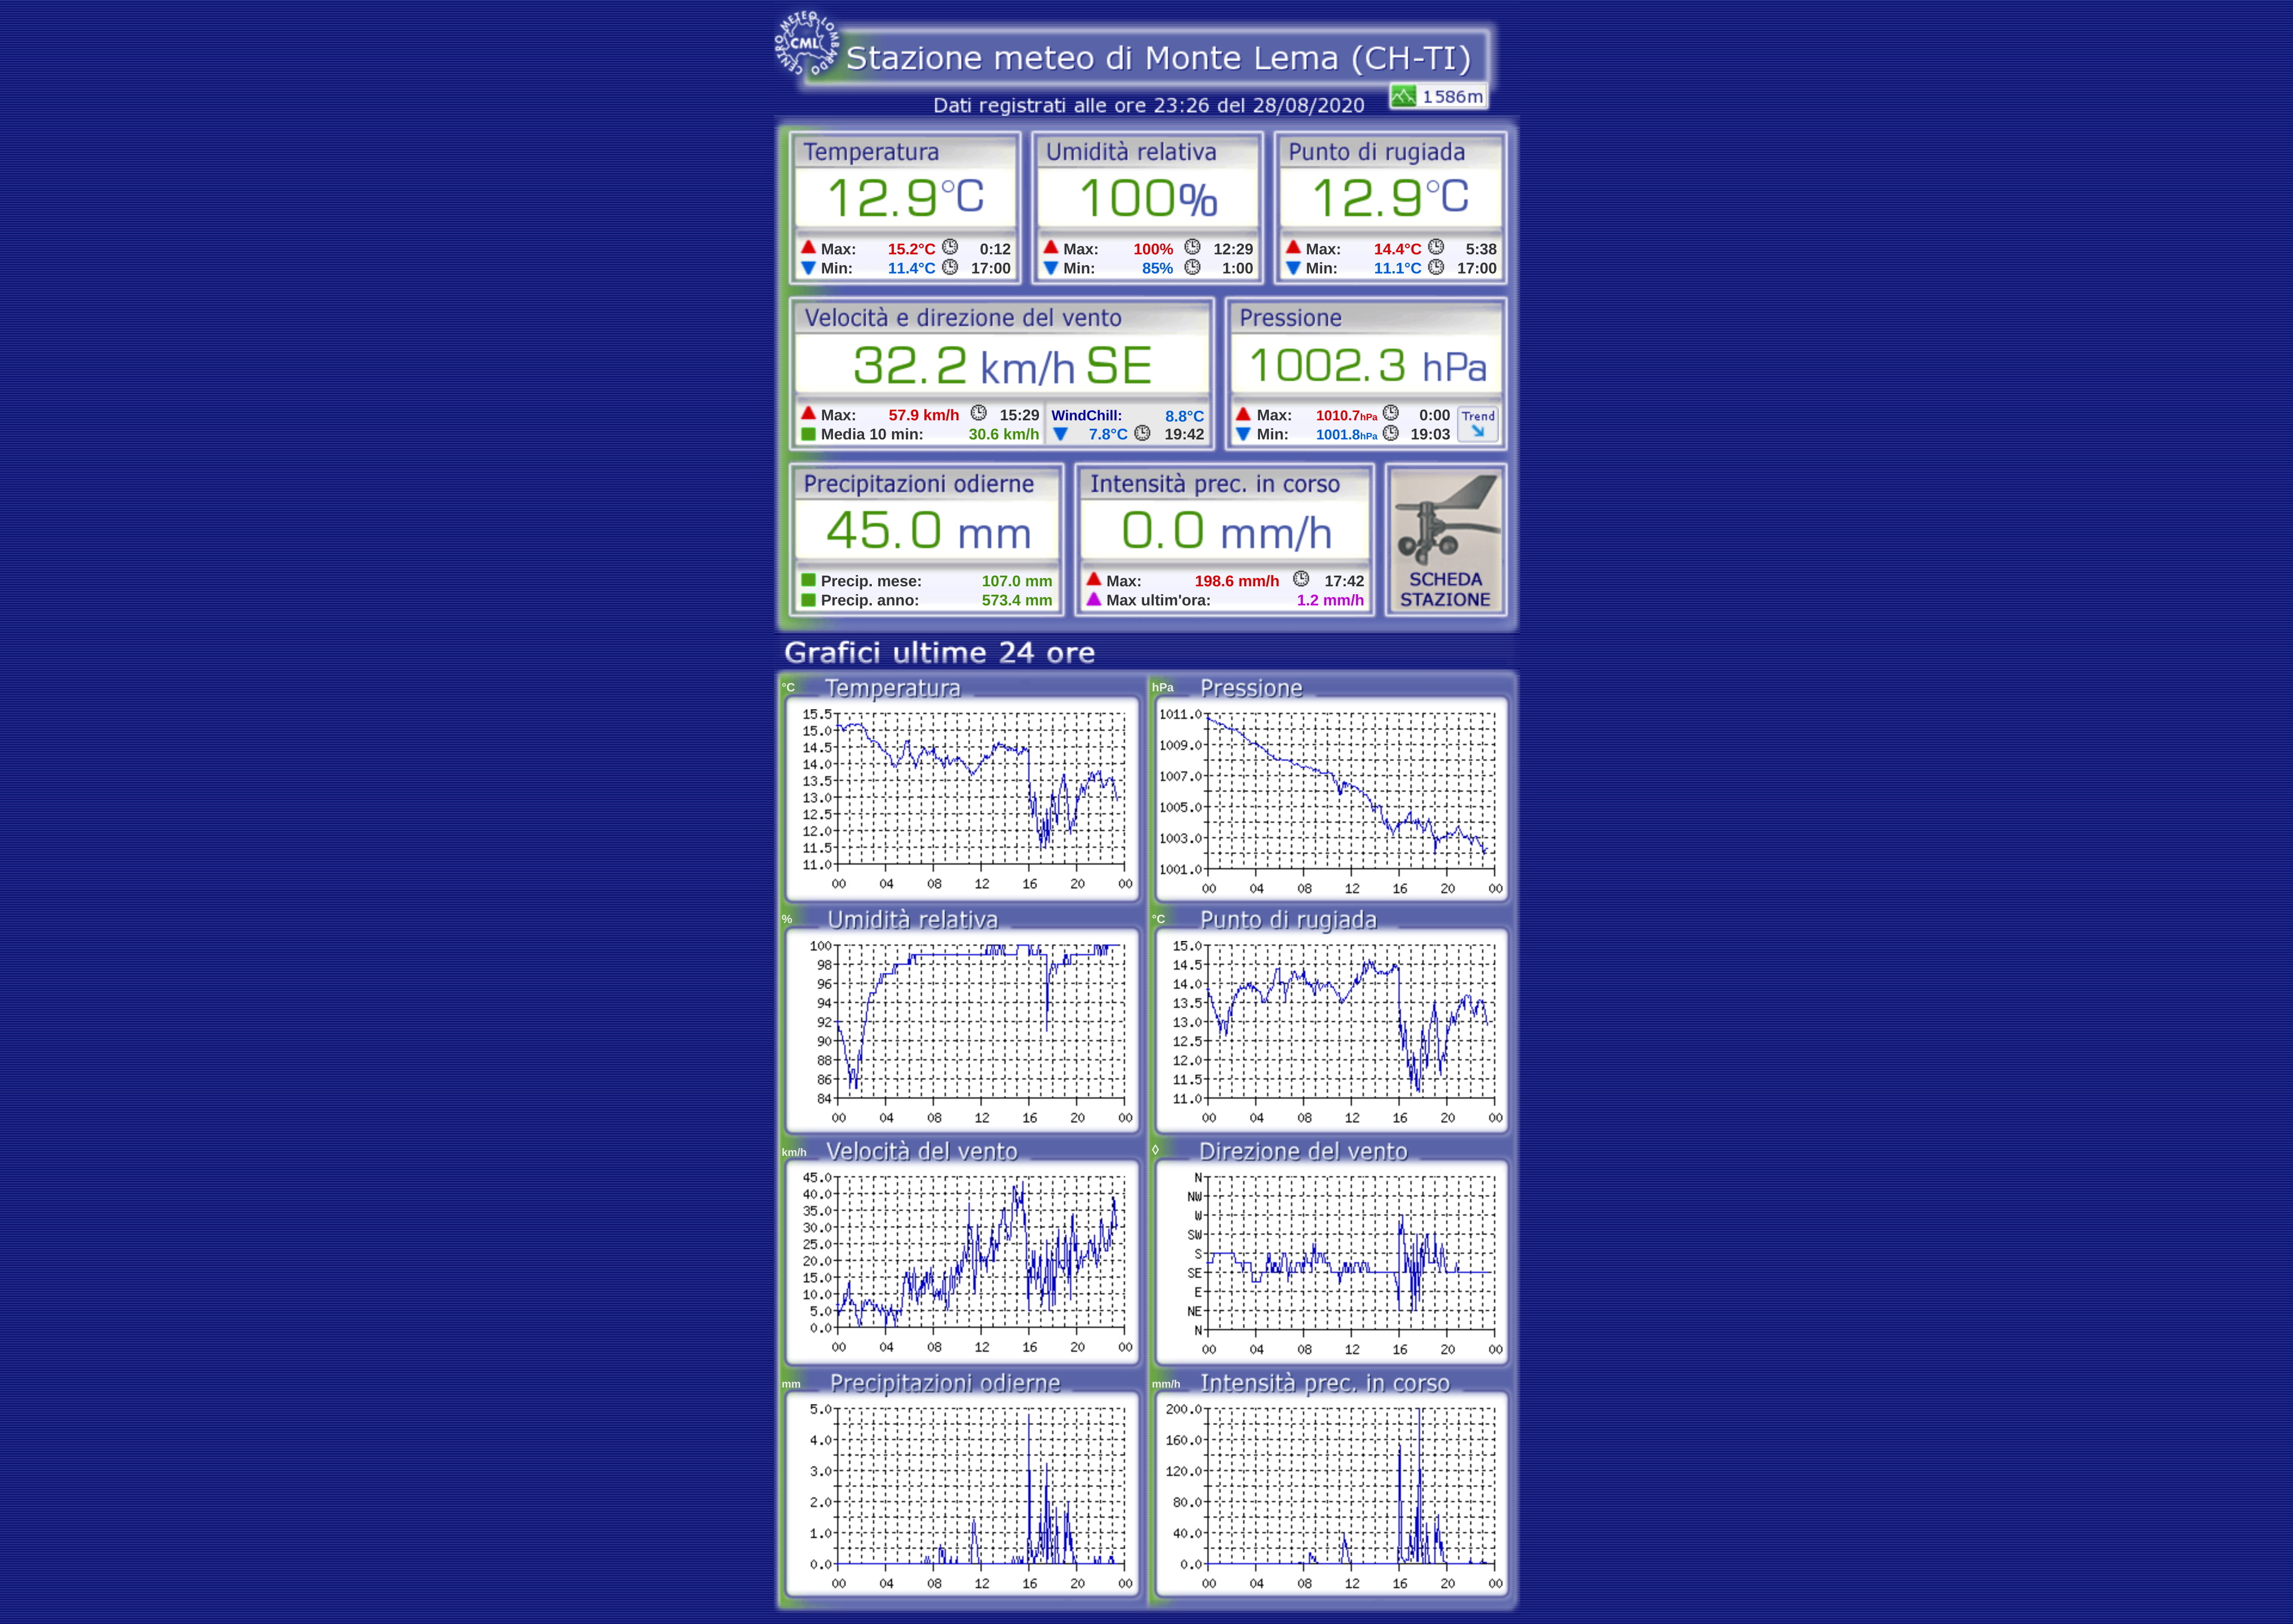 CENTRO METEO LOMBARDO
CML
Stazione meteo di Monte Lema (CH-TI)
Dati registrati alle ore 23:26 del 28/08/2020
1586m
Temperatura
12.9°C
Max: 15.2°C 0:12
Min: 11.4°C 17:00
Umidità relativa
100%
Max: 100% 12:29
Min: 85% 1:00
Punto di rugiada
12.9°C
Max: 14.4°C 5:38
Min: 11.1°C 17:00
Velocità e direzione del vento
32.2 km/h SE
Max: 57.9 km/h 15:29
Media 10 min: 30.6 km/h
WindChill: 8.8°C
7.8°C 19:42
Pressione
1002.3 hPa
Max: 1010.7hPa 0:00
Min: 1001.8hPa 19:03
Trend
Precipitazioni odierne
45.0 mm
Precip. mese: 107.0 mm
Precip. anno: 573.4 mm
Intensità prec. in corso
0.0 mm/h
Max: 198.6 mm/h 17:42
Max ultim'ora: 1.2 mm/h
SCHEDA
STAZIONE
Grafici ultime 24 ore
°C Temperatura
15.5
15.0
14.5
14.0
13.5
13.0
12.5
12.0
11.5
11.0
00 04 08 12 16 20 00
hPa Pressione
1011.0
1009.0
1007.0
1005.0
1003.0
1001.0
00 04 08 12 16 20 00
% Umidità relativa
100
98
96
94
92
90
88
86
84
00 04 08 12 16 20 00
°C Punto di rugiada
15.0
14.5
14.0
13.5
13.0
12.5
12.0
11.5
11.0
00 04 08 12 16 20 00
km/h Velocità del vento
45.0
40.0
35.0
30.0
25.0
20.0
15.0
10.0
5.0
0.0
00 04 08 12 16 20 00
◊ Direzione del vento
N
NW
W
SW
S
SE
E
NE
N
00 04 08 12 16 20 00
mm Precipitazioni odierne
5.0
4.0
3.0
2.0
1.0
0.0
00 04 08 12 16 20 00
mm/h Intensità prec. in corso
200.0
160.0
120.0
80.0
40.0
0.0
00 04 08 12 16 20 00